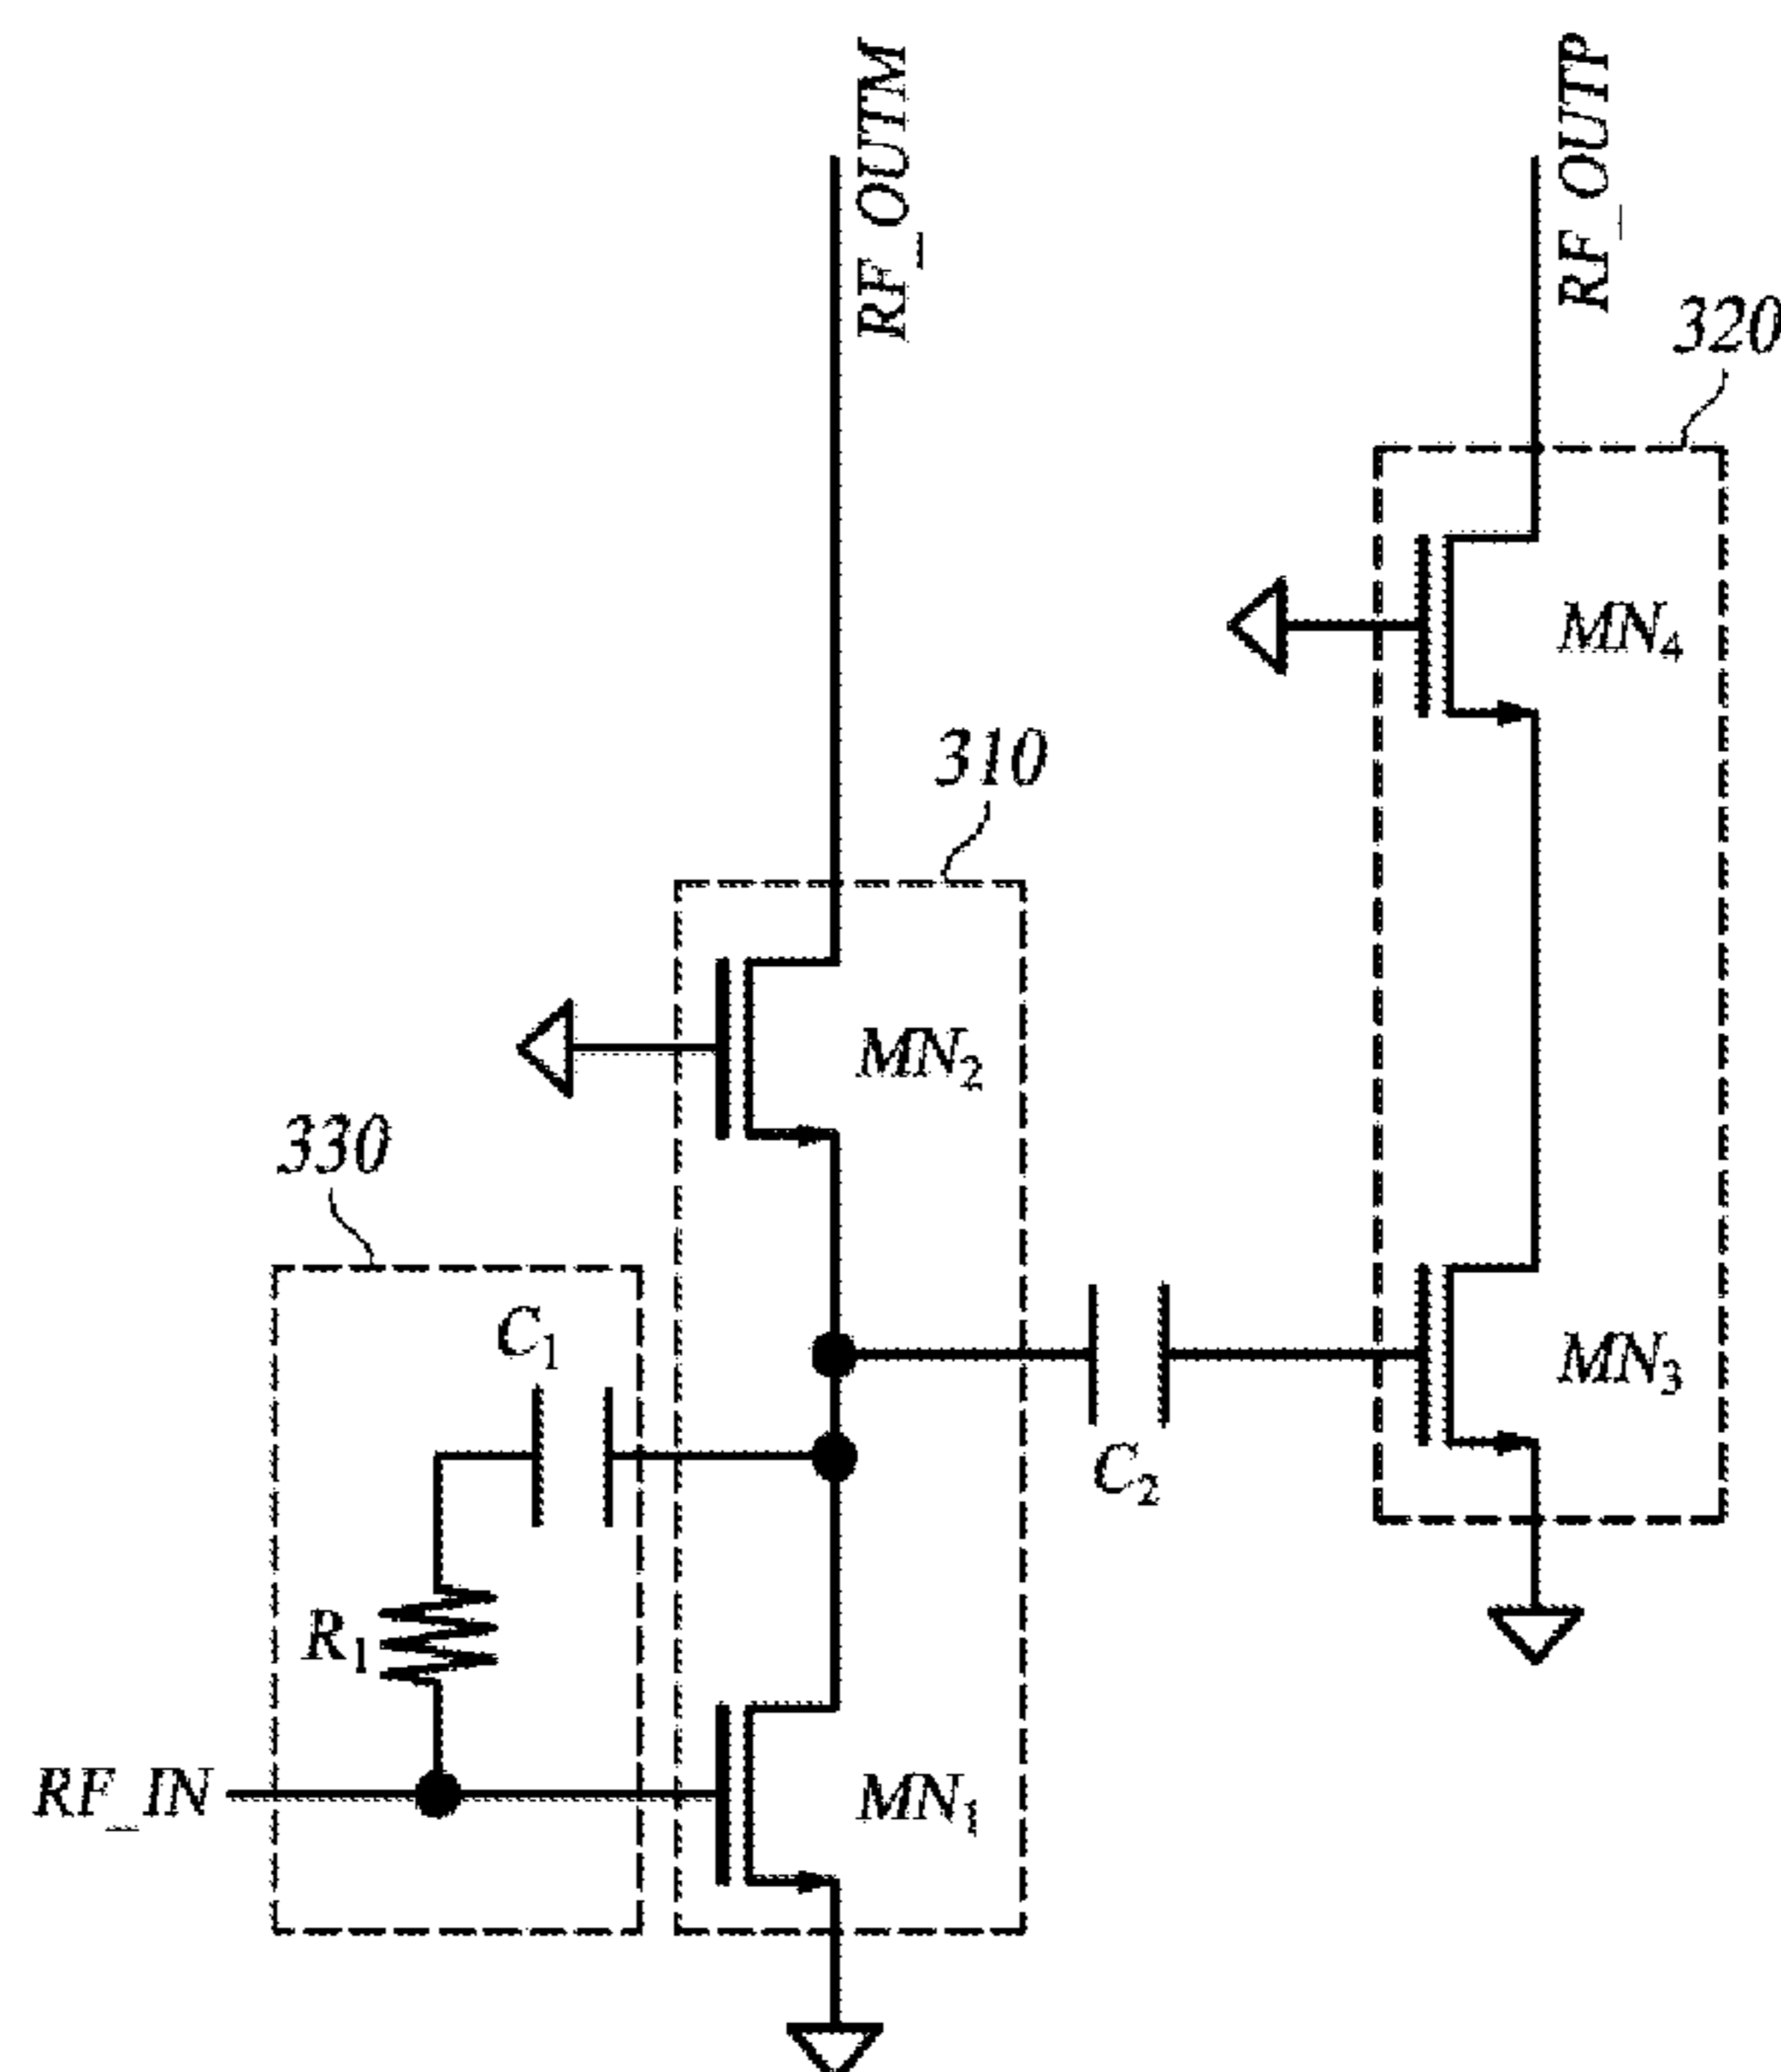 RF_OUTM
RF_OUTP
320
MN₄
310
MN₂
330
C₁
MN₃
C₂
R₁
RF_IN
MN₁